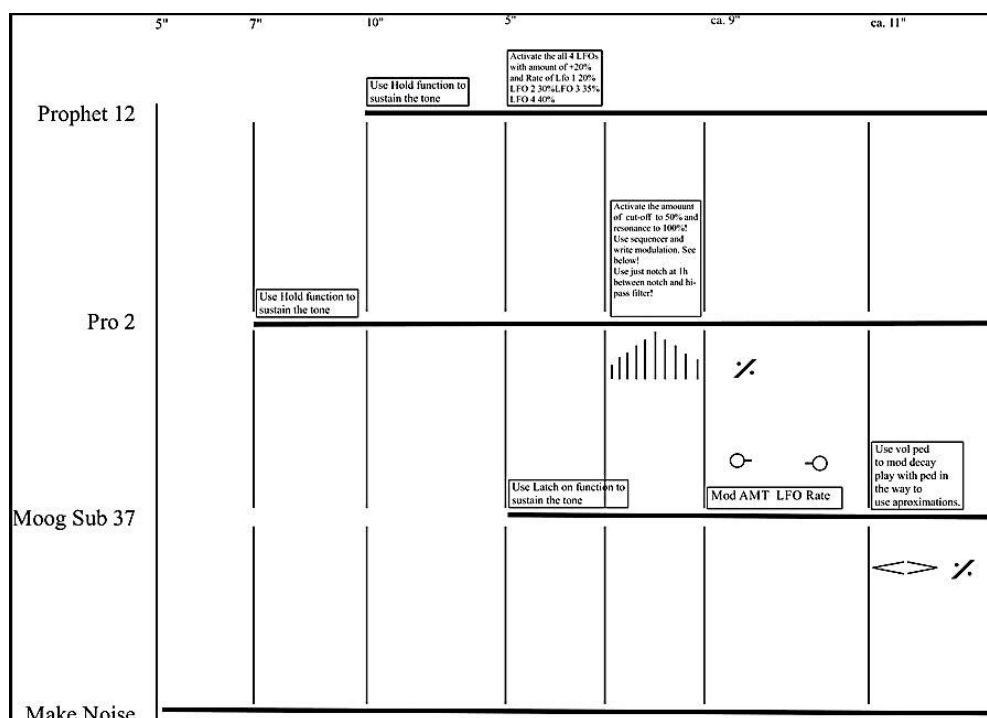 5" 7" 10" 5" ca. 9" ca. 11"
Activate the all 4 LFOs
with amount of +20%
and Rate of Lfo 1 20%
LFO 2 30%LFO 3 35%
LFO 4 40%
Use Hold function to
sustain the tone
Prophet 12
Activate the amouunt
of cut-off to 50% and
resonance to 100%!
Use sequencer and
write modulation. See
below!
Use just notch at 1h
between notch and hi-
pass filter!
Use Hold function to
sustain the tone
Pro 2
Use Latch on function to
sustain the tone
Mod AMT LFO Rate
Use vol ped
to mod decay
play with ped in
the way to
use aproximations.
Moog Sub 37
Make Noise